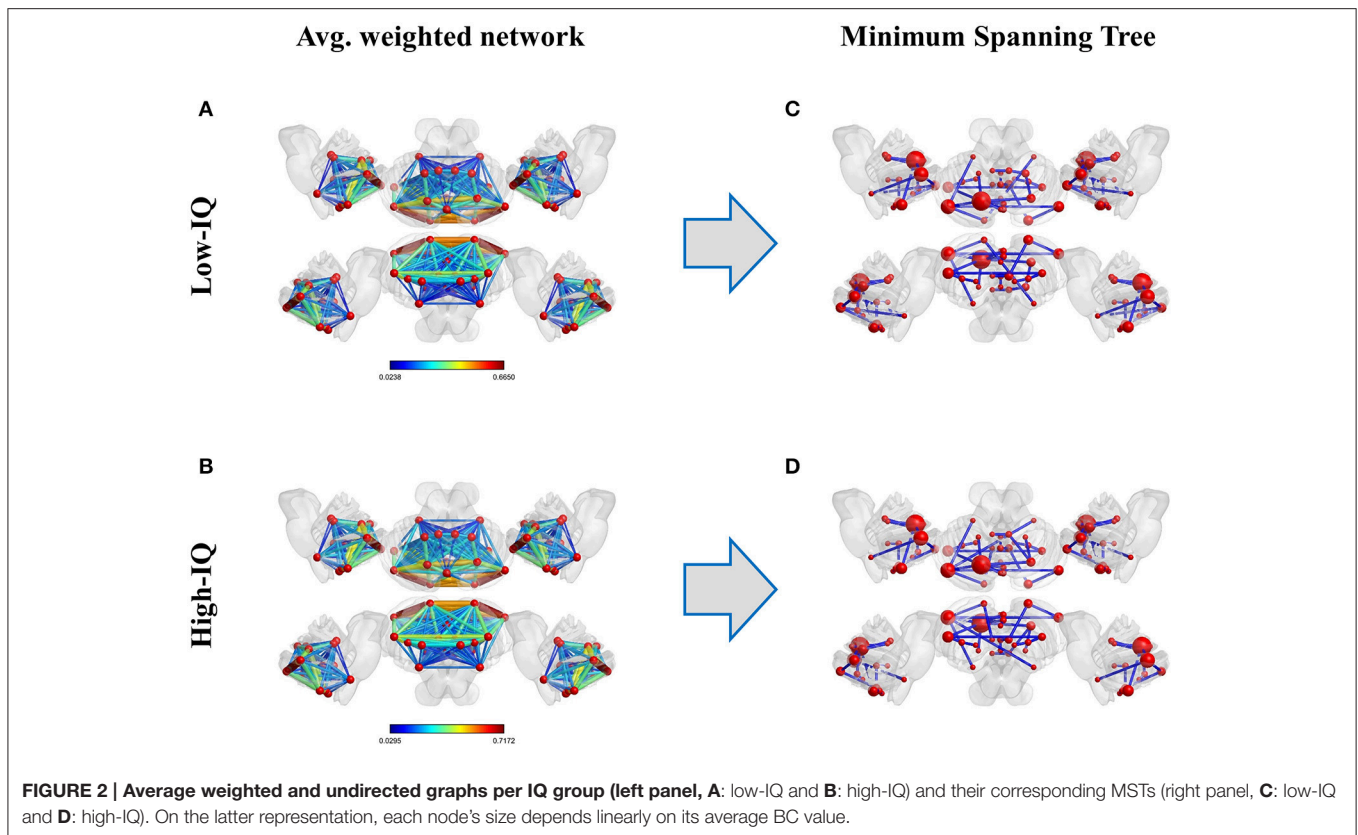 Avg. weighted network
Minimum Spanning Tree
A
C
Low-IQ
0.0238 0.6650
B
D
High-IQ
0.0295 0.7172
FIGURE 2 | Average weighted and undirected graphs per IQ group (left panel, A: low-IQ and B: high-IQ) and their corresponding MSTs (right panel, C: low-IQ
and D: high-IQ). On the latter representation, each node's size depends linearly on its average BC value.